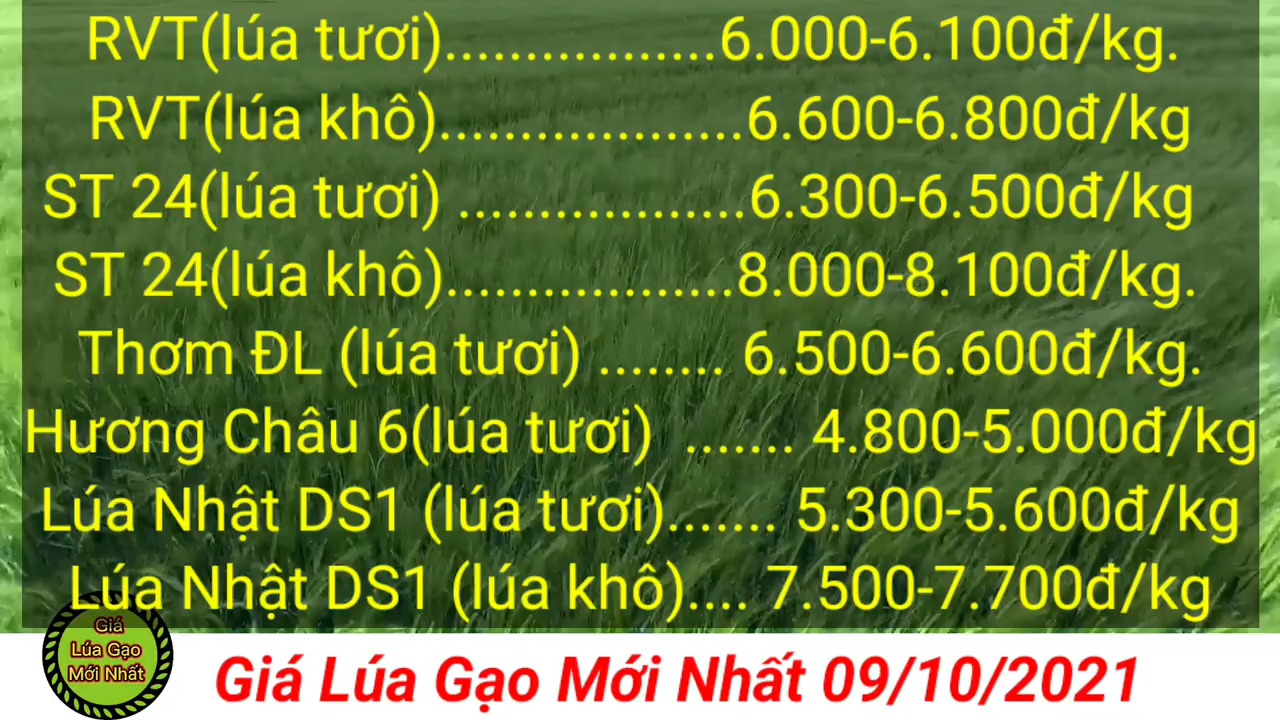 RVT(lúa tươi).................6.000-6.100đ/kg.
RVT(lúa khô)...................6.600-6.800đ/kg
ST 24(lúa tươi) ..................6.300-6.500đ/kg
ST 24(lúa khô)..................8.000-8.100đ/kg.
Thơm ĐL (lúa tươi) ........ 6.500-6.600đ/kg.
Hương Châu 6(lúa tươi) ....... 4.800-5.000đ/kg
Lúa Nhật DS1 (lúa tươi)....... 5.300-5.600đ/kg
Lúa Nhật DS1 (lúa khô).... 7.500-7.700đ/kg
Giá
Lúa Gạo
Mới Nhất
Giá Lúa Gạo Mới Nhất 09/10/2021